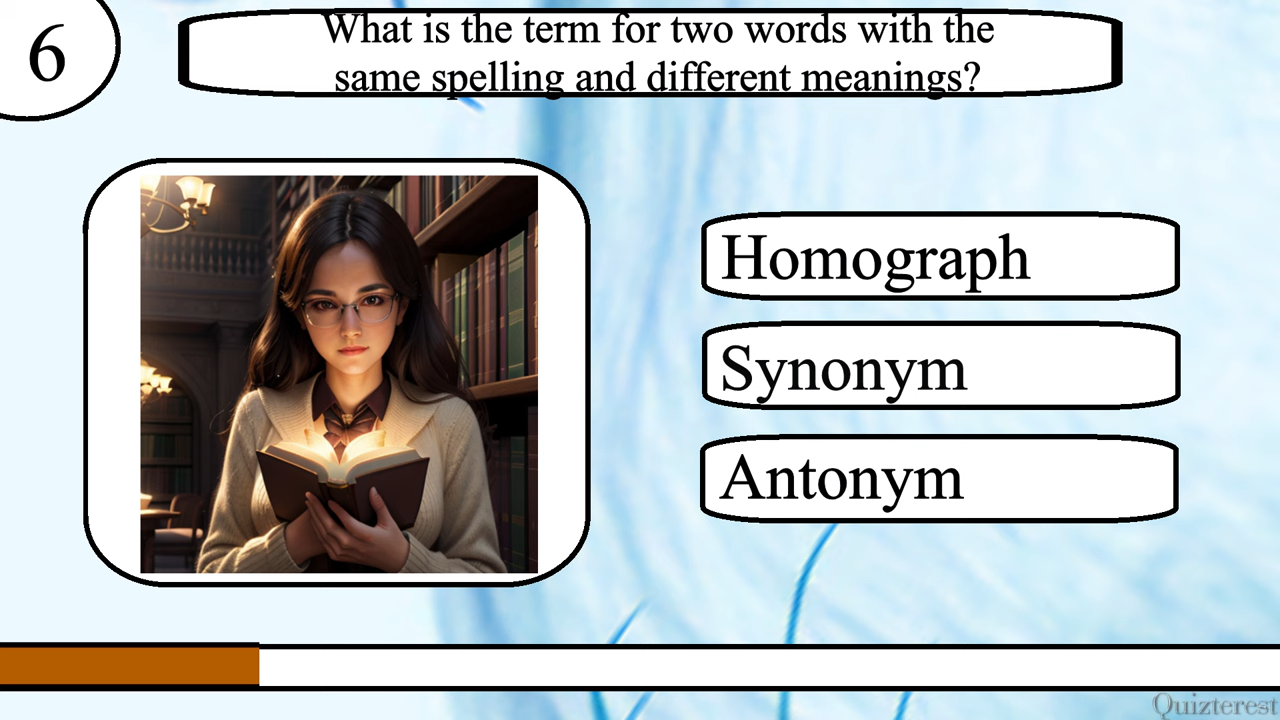 6
What is the term for two words with the
same spelling and different meanings?
Homograph
Synonym
Antonym
Quizterest